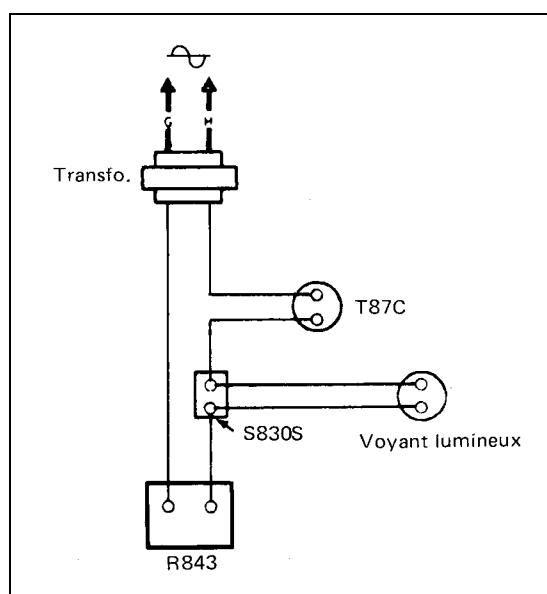 G H
Transfo.
T87C
S830S
Voyant lumineux
R843